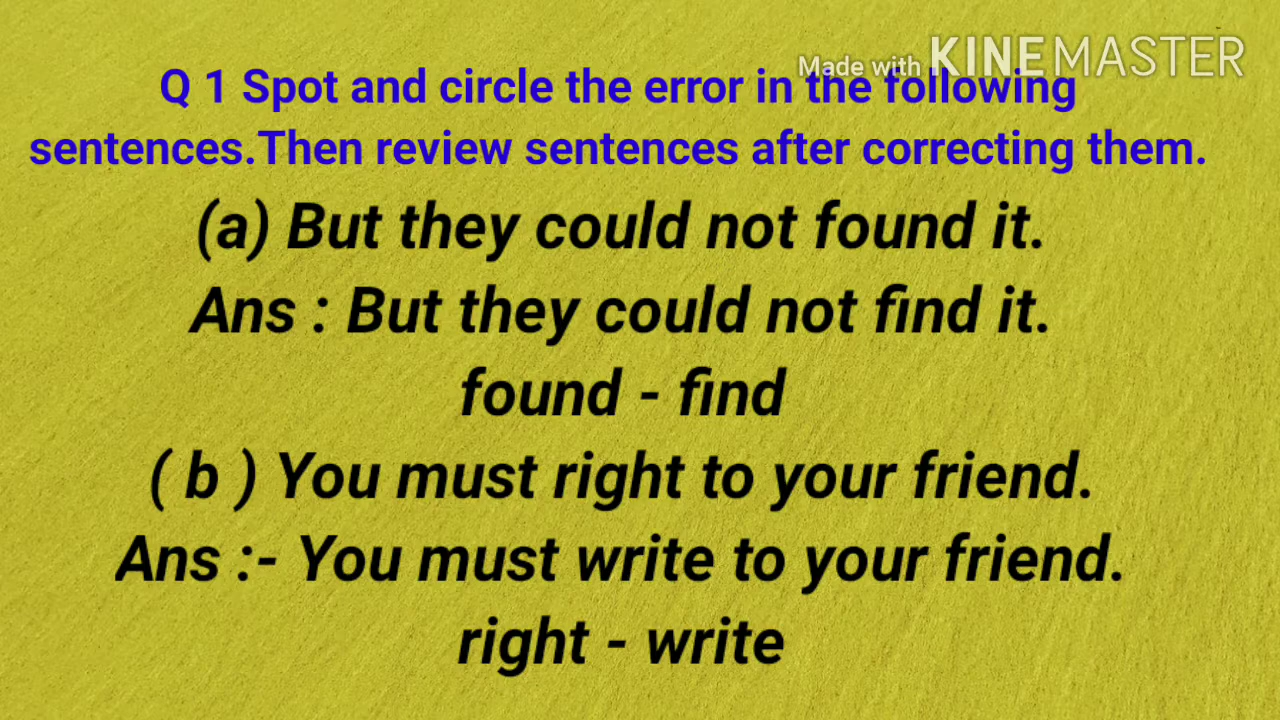 Made with KINEMASTER
Q 1 Spot and circle the error in the following
sentences.Then review sentences after correcting them.
(a) But they could not found it.
Ans : But they could not find it.
found - find
( b ) You must right to your friend.
Ans :- You must write to your friend.
right - write